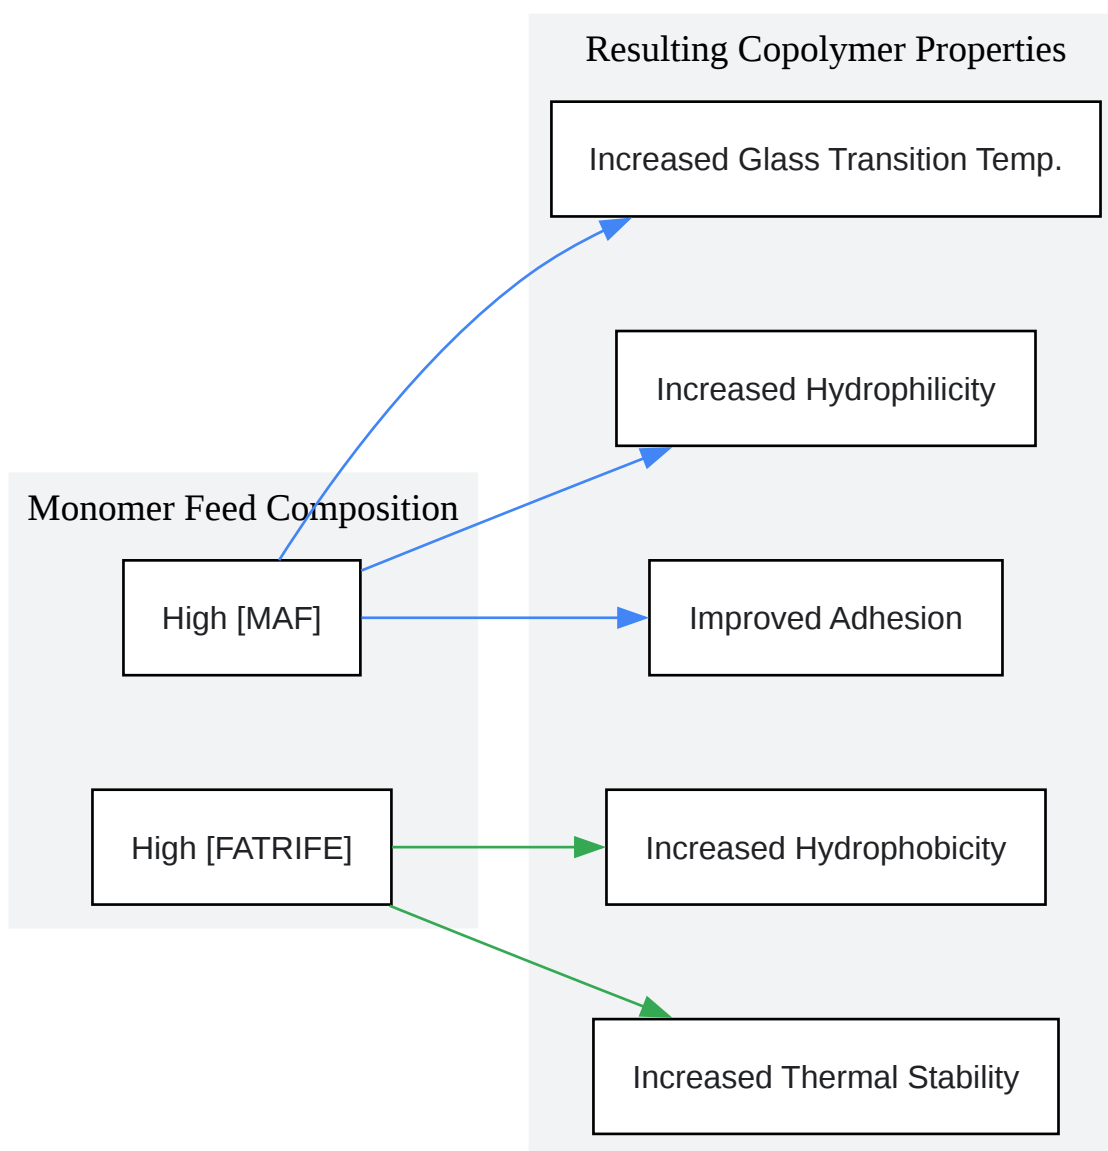 Resulting Copolymer Properties
Increased Glass Transition Temp.
Increased Hydrophilicity
Monomer Feed Composition
High [MAF]
Improved Adhesion
High [FATRIFE]
Increased Hydrophobicity
Increased Thermal Stability